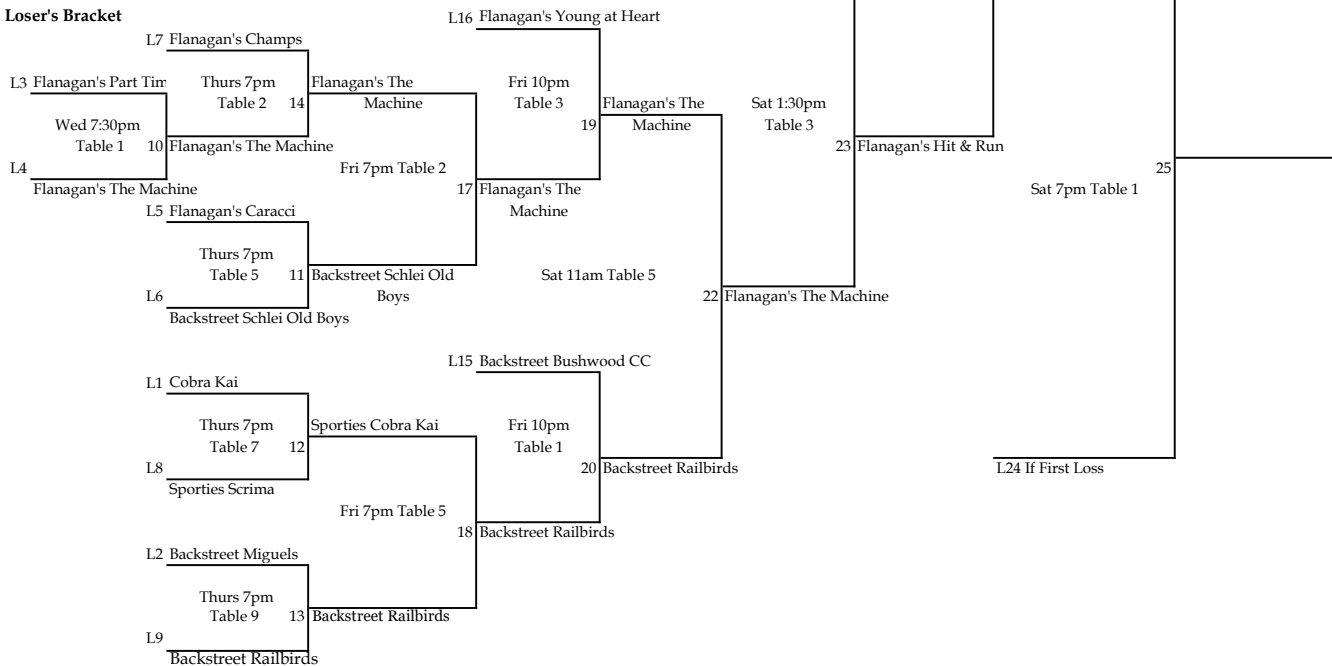 Loser's Bracket
L16 Flanagan's Young at Heart
L7 Flanagan's Champs
L3 Flanagan's Part Tim
Thurs 7pm
Table 2
14
Flanagan's The
Machine
Fri 10pm
Table 3
19
Flanagan's The
Machine
Sat 1:30pm
Table 3
23 Flanagan's Hit & Run
Wed 7:30pm
Table 1
10 Flanagan's The Machine
L4
Flanagan's The Machine
Fri 7pm Table 2
17 Flanagan's The
Machine
25
Sat 7pm Table 1
L5 Flanagan's Caracci
Thurs 7pm
Table 5
11 Backstreet Schlei Old
Boys
L6
Backstreet Schlei Old Boys
Sat 11am Table 5
22 Flanagan's The Machine
L15 Backstreet Bushwood CC
L1 Cobra Kai
Thurs 7pm
Table 7
12
Sporties Cobra Kai
Fri 10pm
Table 1
20 Backstreet Railbirds
L8
Sporties Scrima
L24 If First Loss
Fri 7pm Table 5
18 Backstreet Railbirds
L2 Backstreet Miguels
Thurs 7pm
Table 9
13 Backstreet Railbirds
L9
Backstreet Railbirds